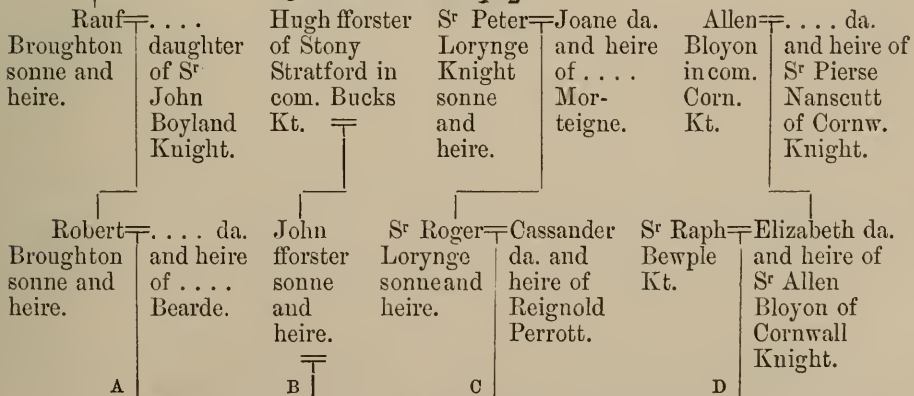 Rauf
Broughton
sonne and
heire.
. . . .
daughter
of Sʳ
John
Boyland
Knight.
Hugh fforster
of Stony
Stratford in
com. Bucks
Kt.
Sʳ Peter
Lorynge
Knight
sonne
and
heire.
Joane da.
and heire
of . . . .
Mor-
teigne.
Allen
Bloyon
in com.
Corn.
Kt.
. . . . da.
and heire of
Sʳ Pierse
Nanscutt
of Cornw.
Knight.
Robert
Broughton
sonne and
heire.
. . . . da.
and heire
of . . . .
Bearde.
John
fforster
sonne
and
heire.
Sʳ Roger
Lorynge
sonne and
heire.
Cassander
da. and
heire of
Reignold
Perrott.
Sʳ Raph
Bewple
Kt.
Elizabeth da.
and heire of
Sʳ Allen
Bloyon of
Cornwall
Knight.
A
B
C
D